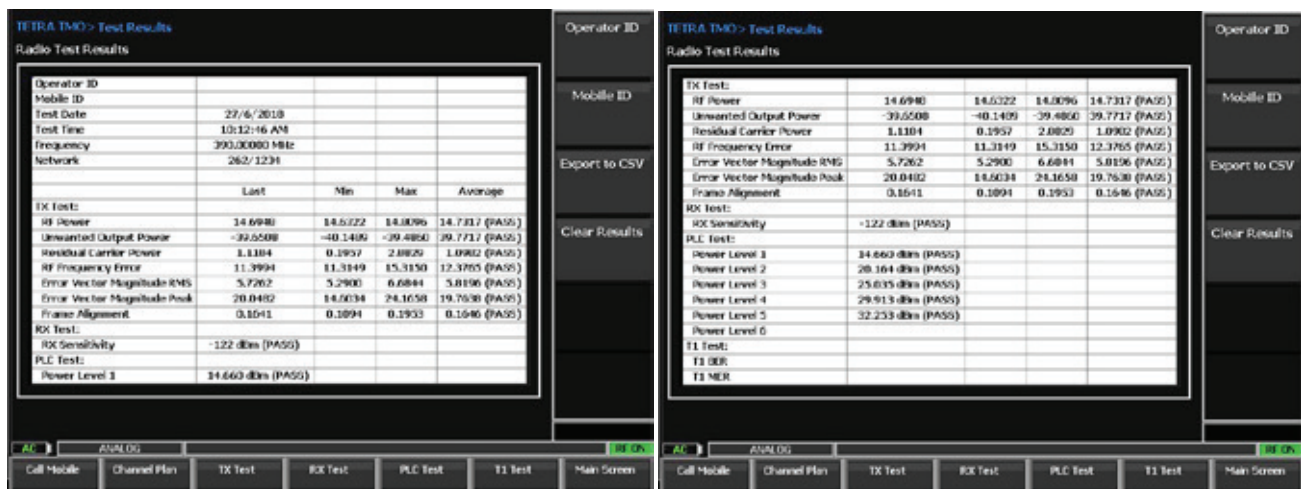 TETRA TMO> Test Results
Radio Test Results
Operator ID
Mobile ID
Test Date 27/6/2018
Test Time 10:12:46 AM
Frequency 390.00000 MHz
Network 262/1234
Last Min Max Average
TX Test:
RF Power 14.6948 14.6322 14.8096 14.7317 (PASS)
Unwanted Output Power -39.6508 -40.1489 -39.4860 39.7717 (PASS)
Residual Carrier Power 1.1104 0.1957 2.0829 1.0902 (PASS)
RF Frequency Error 11.3994 11.3149 15.3150 12.3765 (PASS)
Error Vector Magnitude RMS 5.7262 5.2900 6.6844 5.8196 (PASS)
Error Vector Magnitude Peak 20.0482 14.6034 24.1658 19.7638 (PASS)
Frame Alignment 0.1641 0.1094 0.1953 0.1646 (PASS)
RX Test:
RX Sensitivity -122 dBm (PASS)
PLC Test:
Power Level 1 14.660 dBm (PASS)
Operator ID
Mobile ID
Export to CSV
Clear Results
AC ANALOG RF ON
Call Mobile Channel Plan TX Test RX Test PLC Test T1 Test Main Screen
TETRA TMO> Test Results
Radio Test Results
TX Test:
RF Power 14.6948 14.6322 14.8096 14.7317 (PASS)
Unwanted Output Power -39.6508 -40.1489 -39.4860 39.7717 (PASS)
Residual Carrier Power 1.1104 0.1957 2.0829 1.0902 (PASS)
RF Frequency Error 11.3994 11.3149 15.3150 12.3765 (PASS)
Error Vector Magnitude RMS 5.7262 5.2900 6.6844 5.8196 (PASS)
Error Vector Magnitude Peak 20.0482 14.6034 24.1658 19.7638 (PASS)
Frame Alignment 0.1641 0.1094 0.1953 0.1646 (PASS)
RX Test:
RX Sensitivity -122 dBm (PASS)
PLC Test:
Power Level 1 14.660 dBm (PASS)
Power Level 2 20.164 dBm (PASS)
Power Level 3 25.035 dBm (PASS)
Power Level 4 29.913 dBm (PASS)
Power Level 5 32.253 dBm (PASS)
Power Level 6
T1 Test:
T1 BER
T1 MER
Operator ID
Mobile ID
Export to CSV
Clear Results
AC ANALOG RF ON
Call Mobile Channel Plan TX Test RX Test PLC Test T1 Test Main Screen